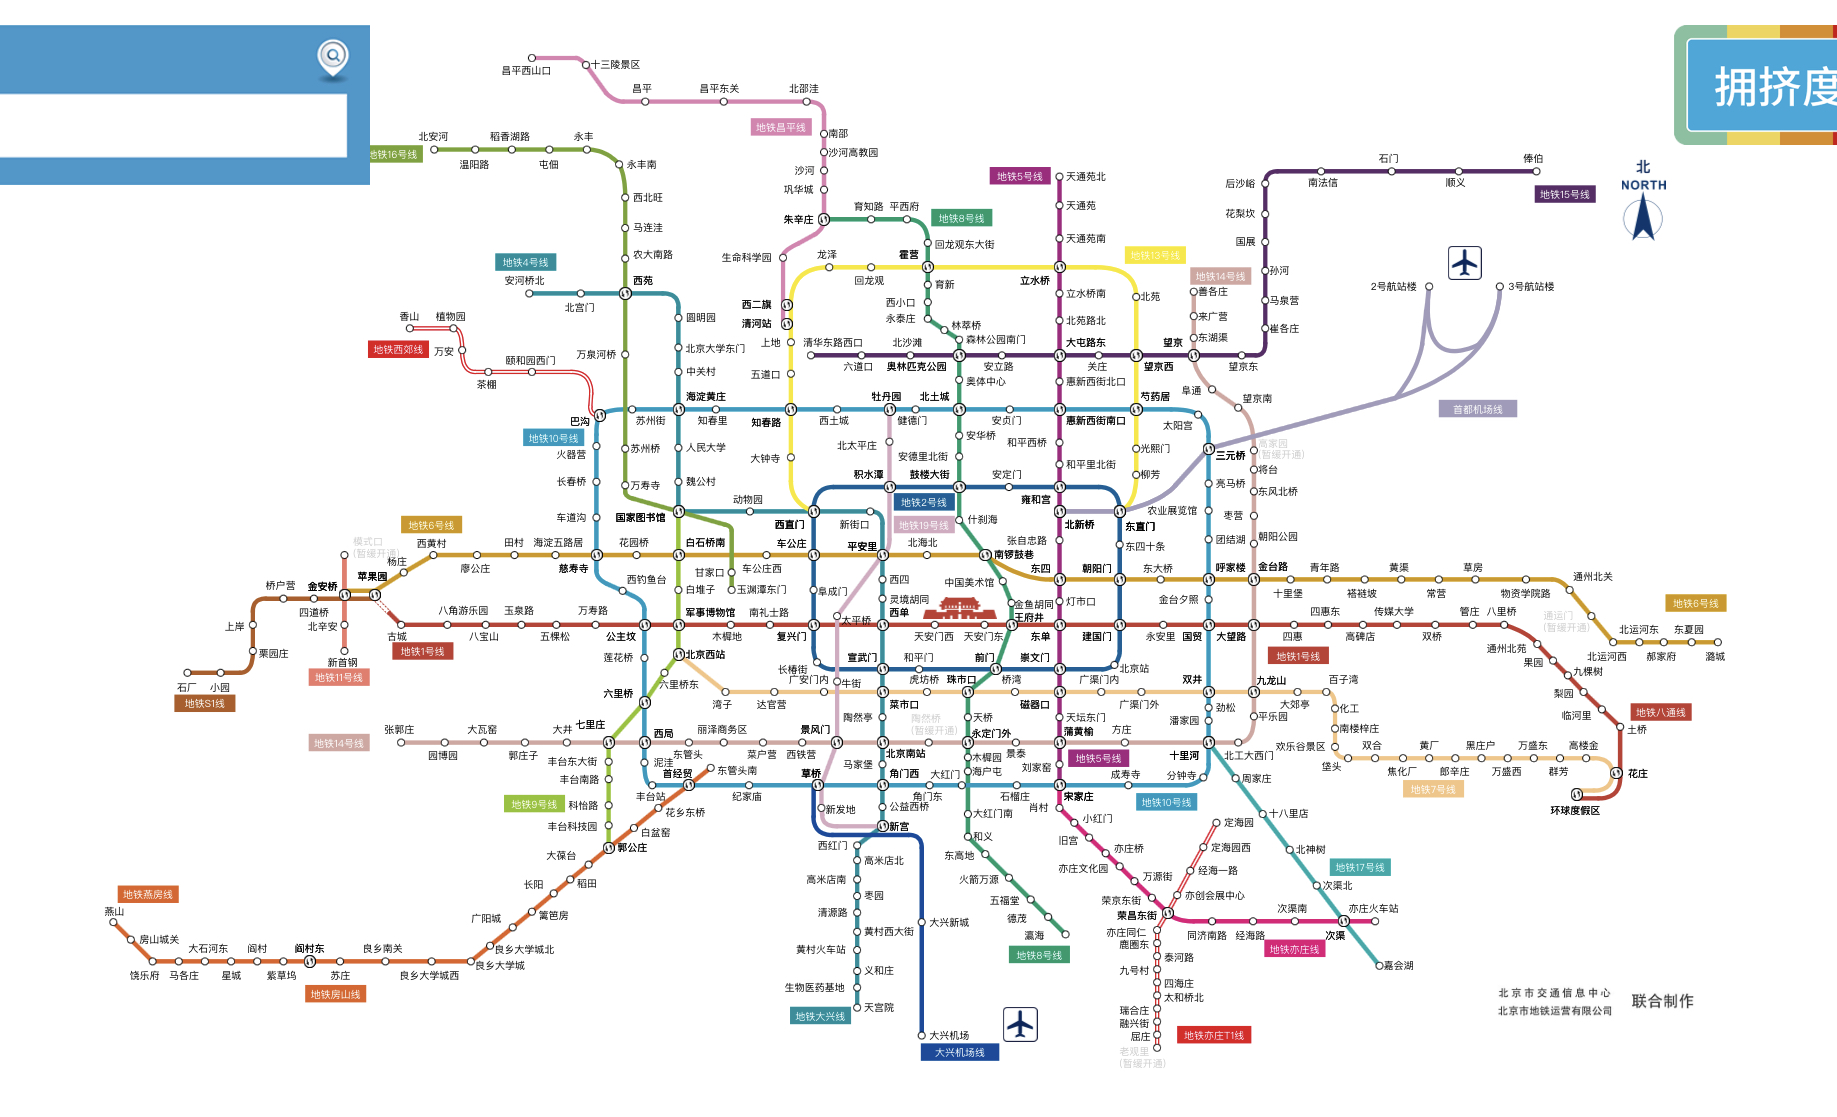 拥挤度
昌平西山口
十三陵景区
昌平
昌平东关
北邵洼
地铁昌平线
南邵
沙河高教园
沙河
巩华城
朱辛庄
育知路
平西府
地铁8号线
回龙观东大街
生命科学园
北安河
稻香湖路
永丰
地铁16号线
温阳路
屯佃
永丰南
西北旺
马连洼
农大南路
地铁4号线
安河桥北
北宫门
西苑
圆明园
地铁5号线
天通苑北
天通苑
天通苑南
石门
俸伯
后沙峪
南法信
顺义
地铁15号线
花梨坎
国展
孙河
马泉营
崔各庄
北
NORTH
地铁13号线
地铁14号线
善各庄
来广营
东湖渠
2号航站楼
3号航站楼
首都机场线
龙泽
回龙观
霍营
立水桥
育新
西小口
永泰庄
林萃桥
森林公园南门
立水桥南
北苑
北苑路北
西二旗
清河站
上地
五道口
香山
植物园
地铁西郊线
万安
颐和园西门
茶棚
巴沟
万泉河桥
北京大学东门
中关村
清华东路西口
北沙滩
六道口
奥林匹克公园
安立路
大屯路东
关庄
望京西
望京
望京东
奥体中心
惠新西街北口
阜通
望京南
海淀黄庄
苏州街
知春里
知春路
西土城
牡丹园
健德门
北土城
安贞门
惠新西街南口
芍药居
太阳宫
三元桥
地铁10号线
火器营
长春桥
车道沟
苏州桥
万寿寺
人民大学
魏公村
大钟寺
北太平庄
安华桥
安德里北街
和平西桥
和平里北街
光熙门
柳芳
高家园
(暂缓开通)
将台
东风北桥
亮马桥
农业展览馆
枣营
团结湖
朝阳公园
积水潭
鼓楼大街
安定门
雍和宫
地铁2号线
地铁19号线
国家图书馆
动物园
西直门
新街口
什刹海
北新桥
东直门
张自忠路
东四十条
地铁6号线
模式口
(暂缓开通)
西黄村
杨庄
廖公庄
田村
海淀五路居
慈寿寺
花园桥
白石桥南
车公庄西
车公庄
平安里
北海北
南锣鼓巷
东四
朝阳门
东大桥
呼家楼
金台路
十里堡
青年路
褡裢坡
黄渠
常营
草房
物资学院路
通州北关
通运门
(暂缓开通)
北运河西
北运河东
郝家府
东夏园
潞城
地铁6号线
桥户营
金安桥
苹果园
四道桥
北辛安
上岸
栗园庄
石厂
小园
地铁S1线
新首钢
地铁11号线
古城
八角游乐园
八宝山
玉泉路
五棵松
万寿路
公主坟
军事博物馆
木樨地
南礼士路
复兴门
西单
天安门西
天安门东
王府井
东单
建国门
永安里
国贸
大望路
四惠
四惠东
高碑店
传媒大学
双桥
管庄
八里桥
通州北苑
果园
九棵树
梨园
临河里
土桥
地铁1号线
地铁1号线
地铁八通线
西钓鱼台
甘家口
玉渊潭东门
白堆子
阜成门
西四
灵境胡同
太平桥
中国美术馆
金鱼胡同
灯市口
金台夕照
莲花桥
北京西站
六里桥东
六里桥
长椿街
宣武门
和平门
前门
崇文门
北京站
湾子
达官营
广安门内
牛街
菜市口
虎坊桥
珠市口
桥湾
磁器口
广渠门内
广渠门外
双井
九龙山
大郊亭
百子湾
化工
南楼梓庄
欢乐谷景区
垡头
双合
焦化厂
黄厂
郎辛庄
黑庄户
万盛西
万盛东
群芳
高楼金
花庄
环球度假区
地铁7号线
张郭庄
园博园
大瓦窑
郭庄子
大井
七里庄
西局
东管头
丽泽商务区
菜户营
西铁营
景风门
陶然亭
陶然桥
(暂缓开通)
北京南站
天桥
永定门外
景泰
天坛东门
蒲黄榆
方庄
十里河
劲松
潘家园
平乐园
北工大西门
地铁14号线
地铁5号线
丰台东大街
丰台南路
科怡路
丰台科技园
郭公庄
地铁9号线
泥洼
丰台站
首经贸
东管头南
花乡东桥
白盆窑
纪家庙
草桥
马家堡
角门西
角门东
大红门
木樨园
海户屯
刘家窑
石榴庄
宋家庄
成寿寺
分钟寺
地铁10号线
周家庄
十八里店
北神树
次渠北
地铁17号线
次渠
嘉会湖
新发地
公益西桥
新宫
西红门
高米店北
高米店南
枣园
清源路
黄村西大街
黄村火车站
义和庄
生物医药基地
天宫院
地铁大兴线
大兴新城
大兴机场
大兴机场线
大红门南
和义
东高地
火箭万源
五福堂
德茂
瀛海
地铁8号线
肖村
小红门
旧宫
亦庄桥
亦庄文化园
万源街
荣京东街
荣昌东街
同济南路
经海路
次渠南
亦庄火车站
地铁亦庄线
定海园
定海园西
经海一路
亦创会展中心
亦庄同仁
鹿圈东
泰河路
九号村
四海庄
太和桥北
瑞合庄
融兴街
屈庄
老观里
(暂缓开通)
地铁亦庄T1线
大葆台
稻田
长阳
篱笆房
广阳城
良乡大学城北
良乡大学城
良乡大学城西
良乡南关
苏庄
阎村东
紫草坞
阎村
星城
大石河东
马各庄
饶乐府
房山城关
燕山
地铁燕房线
地铁房山线
北京市交通信息中心
北京市地铁运营有限公司
联合制作